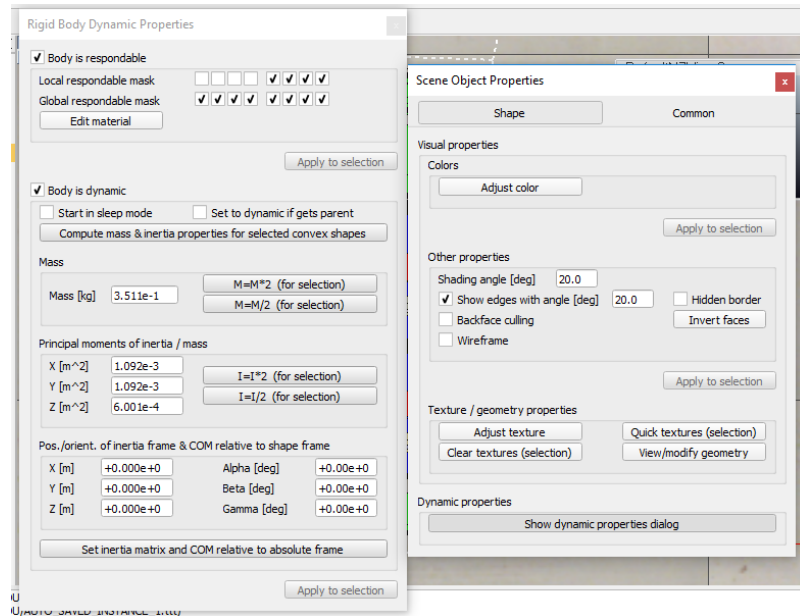 Rigid Body Dynamic Properties
x
Body is respondable
Local respondable mask
Global respondable mask
Edit material
Apply to selection
Body is dynamic
Start in sleep mode
Set to dynamic if gets parent
Compute mass & inertia properties for selected convex shapes
Mass
Mass [kg] 3.511e-1
M=M*2 (for selection)
M=M/2 (for selection)
Principal moments of inertia / mass
X [m^2] 1.092e-3
Y [m^2] 1.092e-3
Z [m^2] 6.001e-4
I=I*2 (for selection)
I=I/2 (for selection)
Pos./orient. of inertia frame & COM relative to shape frame
X [m] +0.000e+0 Alpha [deg] +0.00e+0
Y [m] +0.000e+0 Beta [deg] +0.00e+0
Z [m] +0.000e+0 Gamma [deg] +0.00e+0
Set inertia matrix and COM relative to absolute frame
Apply to selection
Scene Object Properties
x
Shape
Common
Visual properties
Colors
Adjust color
Apply to selection
Other properties
Shading angle [deg] 20.0
Show edges with angle [deg] 20.0
Hidden border
Backface culling
Invert faces
Wireframe
Apply to selection
Texture / geometry properties
Adjust texture
Quick textures (selection)
Clear textures (selection)
View/modify geometry
Dynamic properties
Show dynamic properties dialog